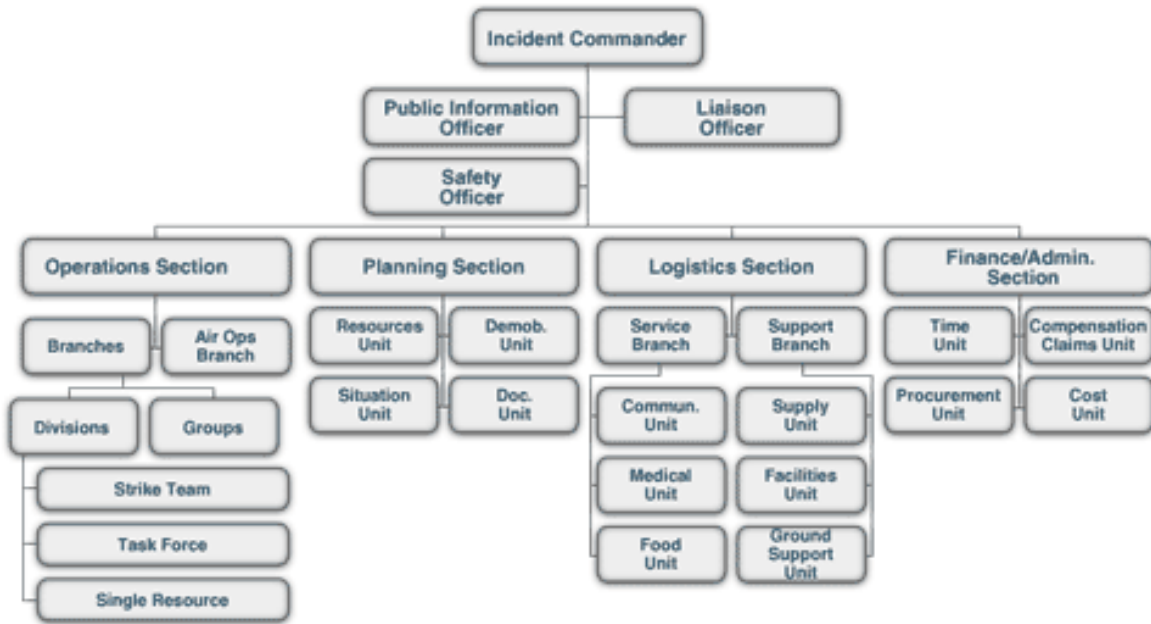 Incident Commander
Public Information
Officer
Liaison
Officer
Safety
Officer
Operations Section
Planning Section
Logistics Section
Finance/Admin.
Section
Branches
Air Ops
Branch
Resources
Unit
Demob.
Unit
Service
Branch
Support
Branch
Time
Unit
Compensation
Claims Unit
Situation
Unit
Doc.
Unit
Procurement
Unit
Cost
Unit
Divisions
Groups
Commun.
Unit
Supply
Unit
Strike Team
Medical
Unit
Facilities
Unit
Task Force
Food
Unit
Ground
Support
Unit
Single Resource